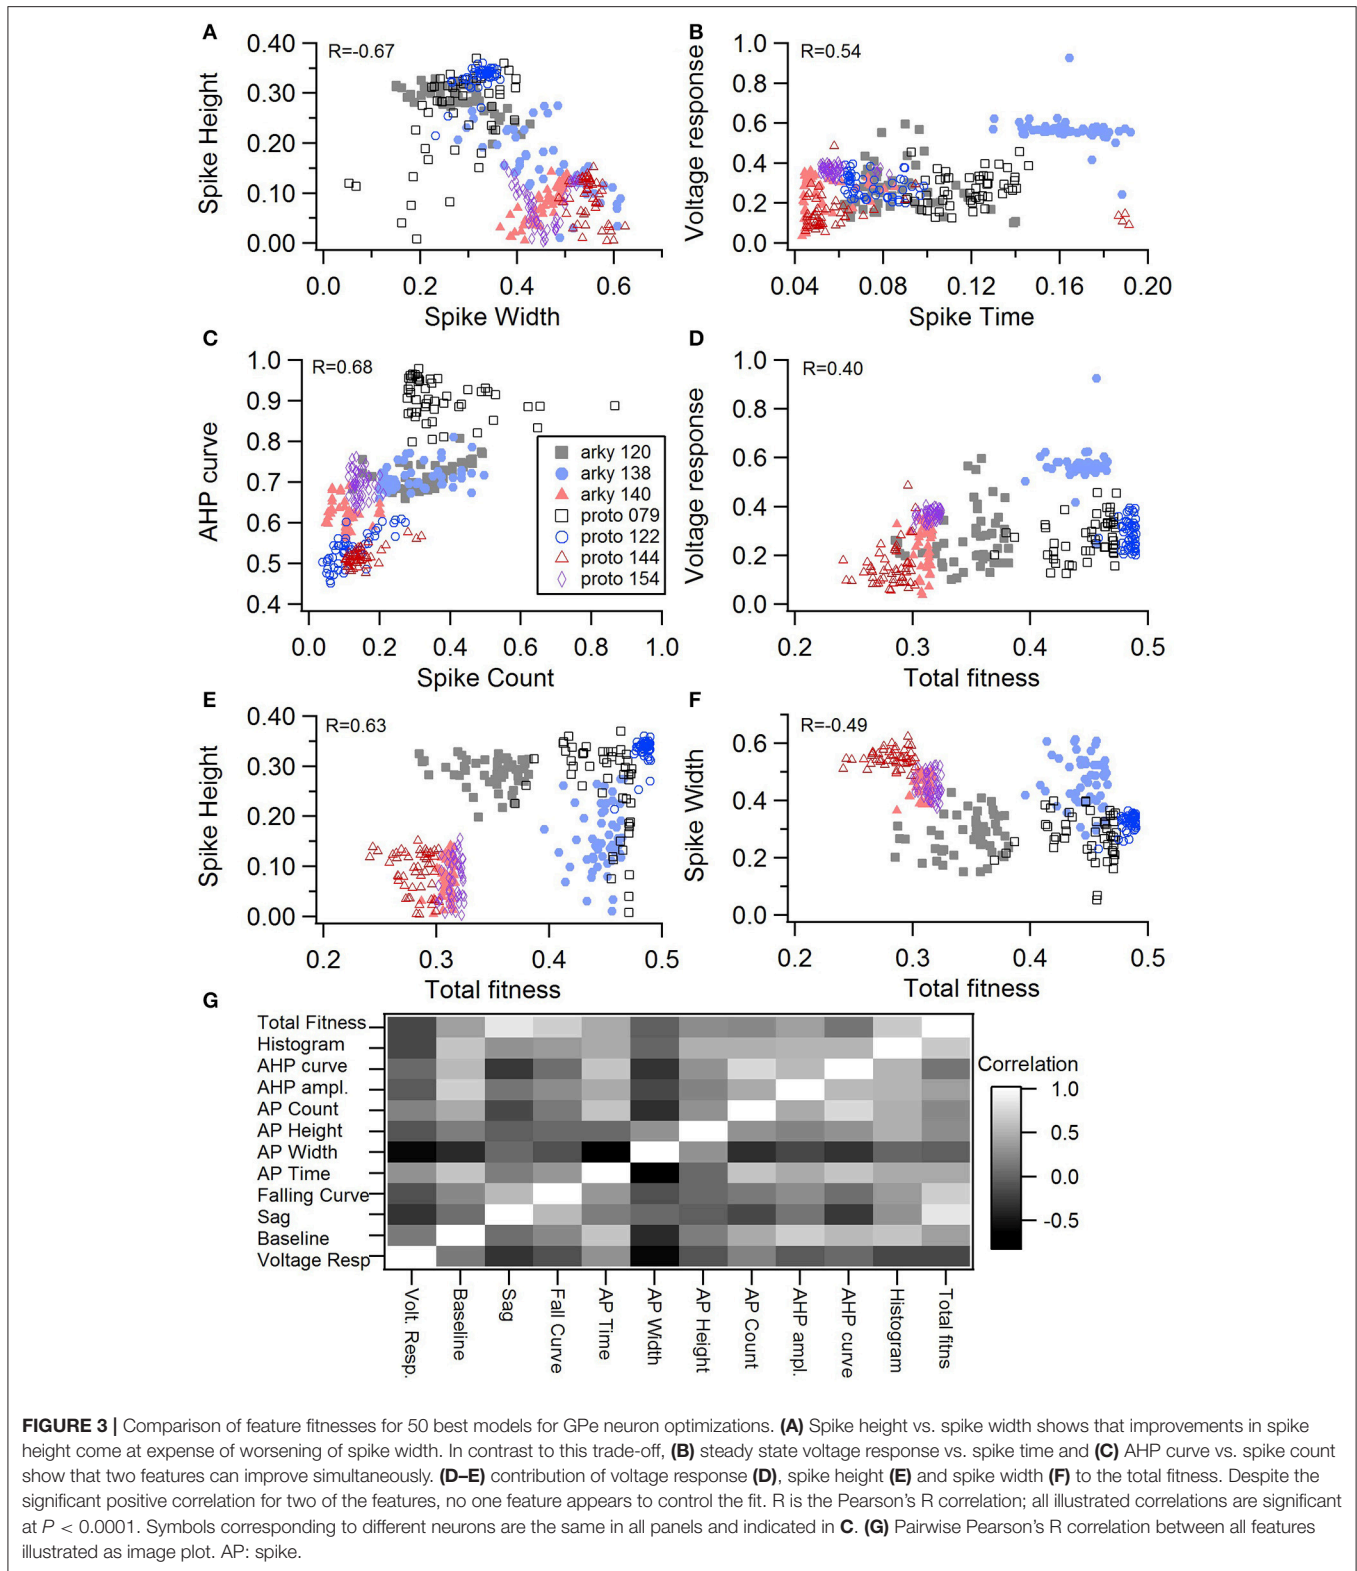 A
R=-0.67
0.40
0.30
0.20
0.10
0.00
Spike Height
0.0 0.2 0.4 0.6
Spike Width
B
R=0.54
1.0
0.8
0.6
0.4
0.2
0.0
Voltage response
0.04 0.08 0.12 0.16 0.20
Spike Time
C
R=0.68
1.0
0.9
0.8
0.7
0.6
0.5
0.4
AHP curve
arky 120
arky 138
arky 140
proto 079
proto 122
proto 144
proto 154
0.0 0.2 0.4 0.6 0.8 1.0
Spike Count
D
R=0.40
1.0
0.8
0.6
0.4
0.2
0.0
Voltage response
0.2 0.3 0.4 0.5
Total fitness
E
R=0.63
0.40
0.30
0.20
0.10
0.00
Spike Height
0.2 0.3 0.4 0.5
Total fitness
F
R=-0.49
0.6
0.4
0.2
0.0
Spike Width
0.2 0.3 0.4 0.5
Total fitness
G
Total Fitness
Histogram
AHP curve
AHP ampl.
AP Count
AP Height
AP Width
AP Time
Falling Curve
Sag
Baseline
Voltage Resp
Volt. Resp.
Baseline
Sag
Fall Curve
AP Time
AP Width
AP Height
AP Count
AHP ampl.
AHP curve
Histogram
Total fitns
Correlation
1.0
0.5
0.0
-0.5
FIGURE 3 | Comparison of feature fitnesses for 50 best models for GPe neuron optimizations. (A) Spike height vs. spike width shows that improvements in spike
height come at expense of worsening of spike width. In contrast to this trade-off, (B) steady state voltage response vs. spike time and (C) AHP curve vs. spike count
show that two features can improve simultaneously. (D–E) contribution of voltage response (D), spike height (E) and spike width (F) to the total fitness. Despite the
significant positive correlation for two of the features, no one feature appears to control the fit. R is the Pearson's R correlation; all illustrated correlations are significant
at P < 0.0001. Symbols corresponding to different neurons are the same in all panels and indicated in C. (G) Pairwise Pearson's R correlation between all features
illustrated as image plot. AP: spike.